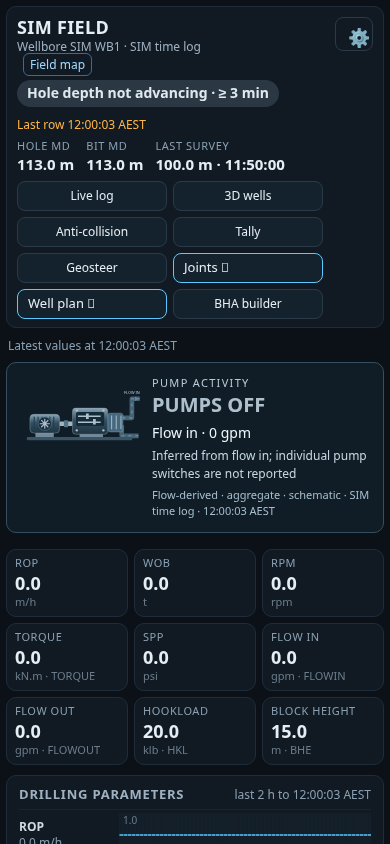 SIM FIELD
Wellbore SIM WB1 · SIM time log
Field map
Hole depth not advancing · ≥ 3 min
Last row 12:00:03 AEST
HOLE MD BIT MD LAST SURVEY
113.0 m 113.0 m 100.0 m · 11:50:00
Live log 3D wells
Anti-collision Tally
Geosteer Joints
Well plan BHA builder
Latest values at 12:00:03 AEST
FLOW IN
PUMP ACTIVITY
PUMPS OFF
Flow in · 0 gpm
Inferred from flow in; individual pump
switches are not reported
Flow-derived · aggregate · schematic · SIM
time log · 12:00:03 AEST
ROP WOB RPM
0.0 0.0 0.0
m/h t rpm
TORQUE SPP FLOW IN
0.0 0.0 0.0
kN.m · TORQUE psi gpm · FLOWIN
FLOW OUT HOOKLOAD BLOCK HEIGHT
0.0 20.0 15.0
gpm · FLOWOUT klb · HKL m · BHE
DRILLING PARAMETERS last 2 h to 12:00:03 AEST
ROP 1.0
0.0 m/h